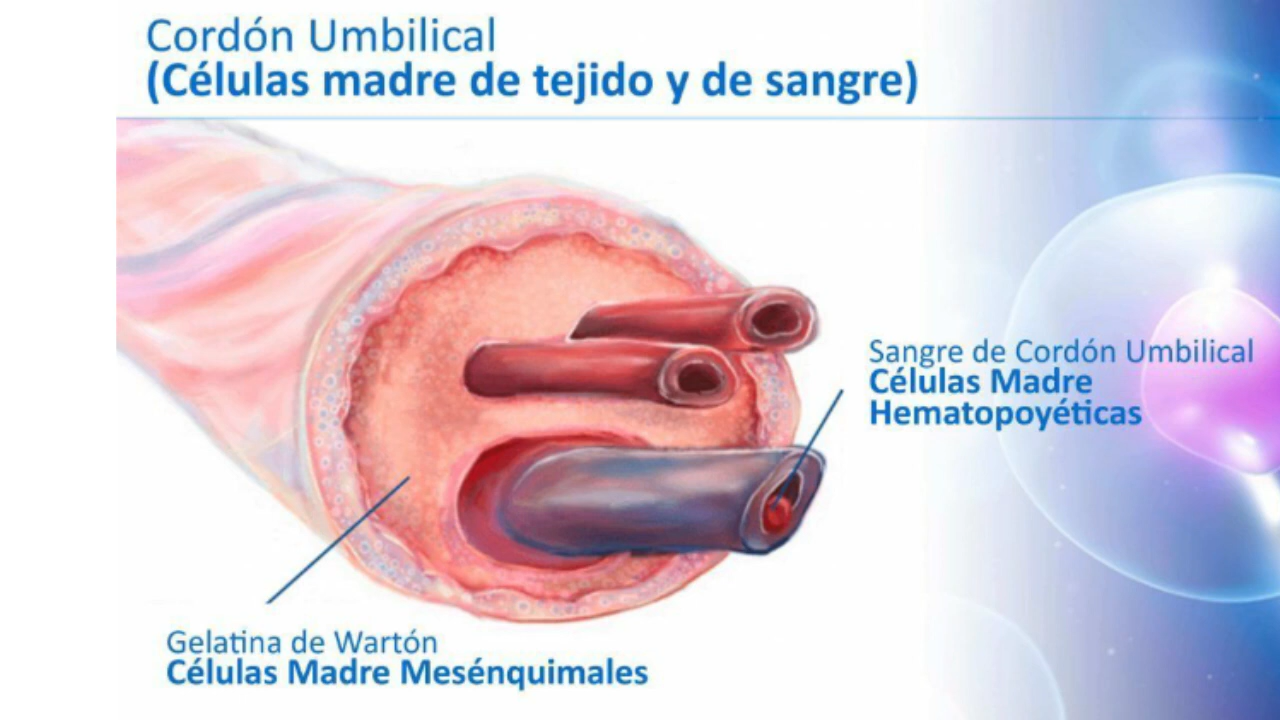 Cordón Umbilical
(Células madre de tejido y de sangre)
Sangre de Cordón Umbilical
Células Madre
Hematopoyéticas
Gelatina de Wartón
Células Madre Mesénquimales